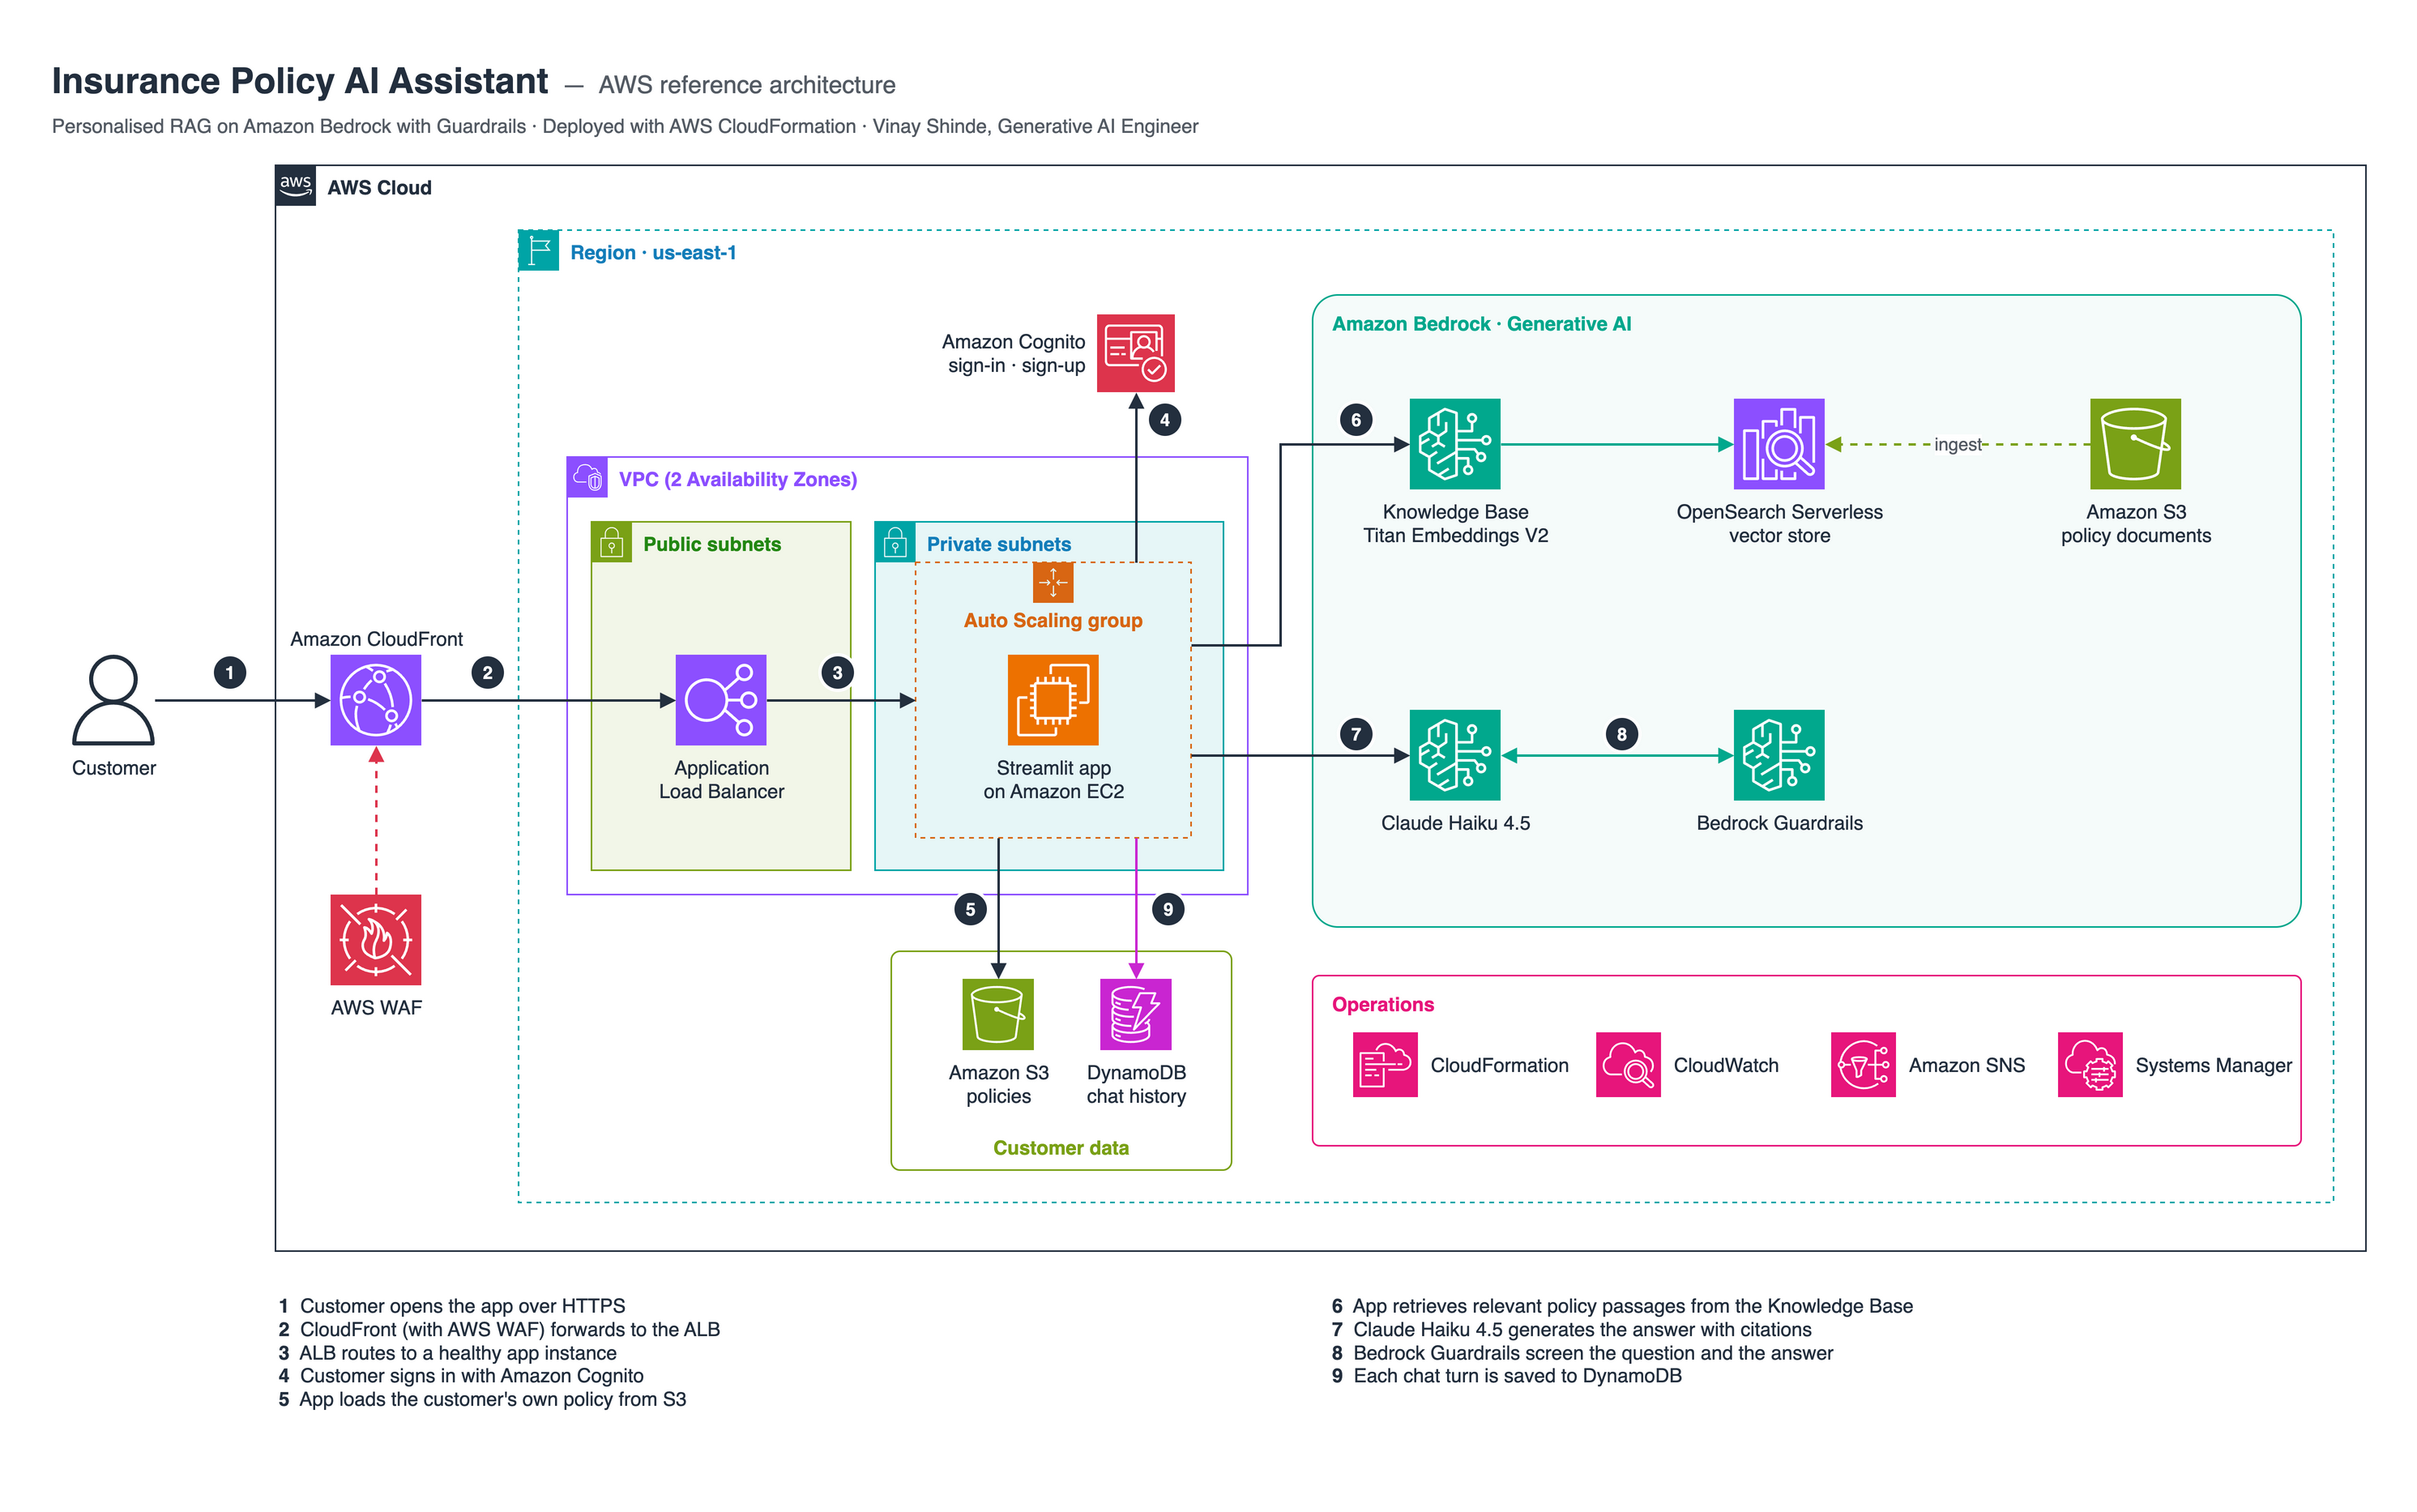 Insurance Policy AI Assistant — AWS reference architecture
Personalised RAG on Amazon Bedrock with Guardrails · Deployed with AWS CloudFormation · Vinay Shinde, Generative AI Engineer
aws
AWS Cloud
Region · us-east-1
Amazon Cognito
sign-in · sign-up
4
Amazon Bedrock · Generative AI
6
Knowledge Base
Titan Embeddings V2
OpenSearch Serverless
vector store
ingest
Amazon S3
policy documents
VPC (2 Availability Zones)
Public subnets
Private subnets
Auto Scaling group
Customer
1
Amazon CloudFront
2
Application
Load Balancer
3
Streamlit app
on Amazon EC2
7
Claude Haiku 4.5
8
Bedrock Guardrails
AWS WAF
5
9
Amazon S3
policies
DynamoDB
chat history
Customer data
Operations
CloudFormation
CloudWatch
Amazon SNS
Systems Manager
1 Customer opens the app over HTTPS
2 CloudFront (with AWS WAF) forwards to the ALB
3 ALB routes to a healthy app instance
4 Customer signs in with Amazon Cognito
5 App loads the customer's own policy from S3
6 App retrieves relevant policy passages from the Knowledge Base
7 Claude Haiku 4.5 generates the answer with citations
8 Bedrock Guardrails screen the question and the answer
9 Each chat turn is saved to DynamoDB